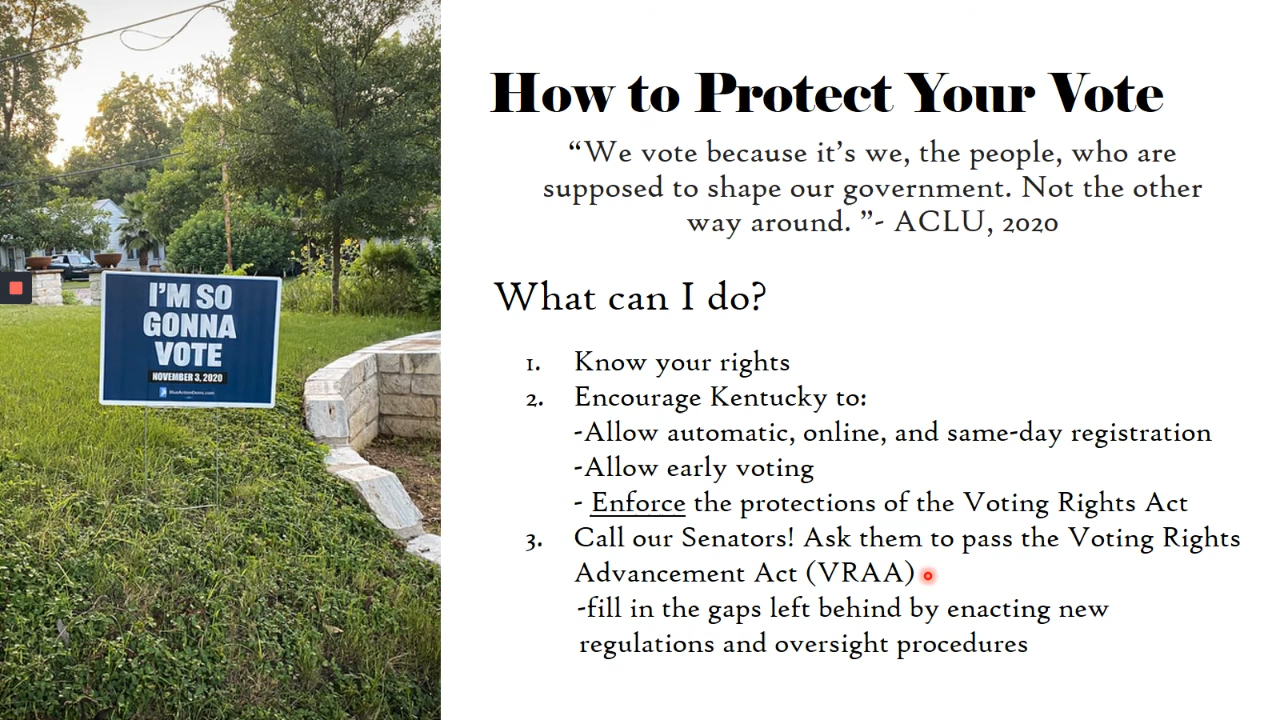 How to Protect Your Vote
“We vote because it’s we, the people, who are
supposed to shape our government. Not the other
way around. ”- ACLU, 2020
What can I do?
1. Know your rights
2. Encourage Kentucky to:
-Allow automatic, online, and same-day registration
-Allow early voting
- Enforce the protections of the Voting Rights Act
3. Call our Senators! Ask them to pass the Voting Rights
Advancement Act (VRAA)
-fill in the gaps left behind by enacting new
regulations and oversight procedures
I’M SO
GONNA
VOTE
NOVEMBER 3, 2020